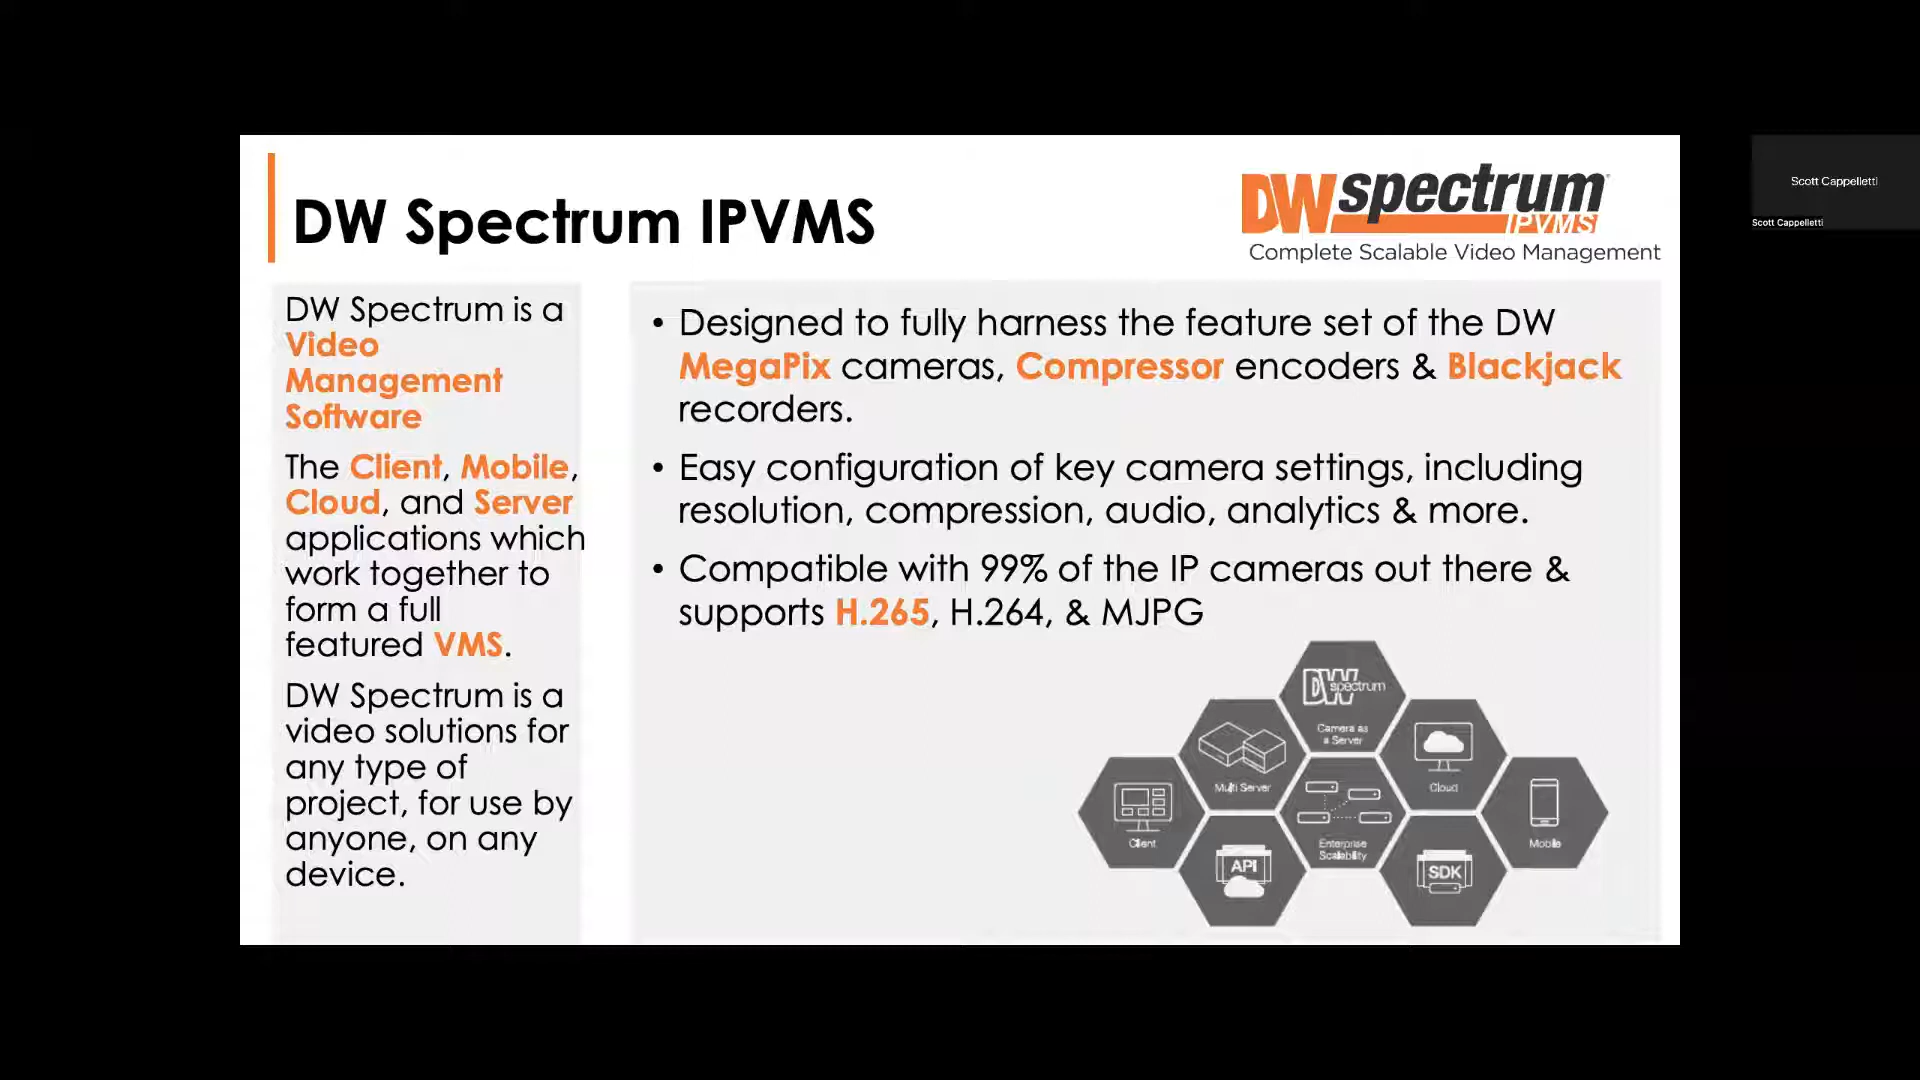 DW Spectrum IPVMS
DW spectrum
IPVMS
Complete Scalable Video Management
Scott Cappelletti
Scott Cappelletti
DW Spectrum is a
Video
Management
Software
The Client, Mobile,
Cloud, and Server
applications which
work together to
form a full
featured VMS.
DW Spectrum is a
video solutions for
any type of
project, for use by
anyone, on any
device.
• Designed to fully harness the feature set of the DW
MegaPix cameras, Compressor encoders & Blackjack
recorders.
• Easy configuration of key camera settings, including
resolution, compression, audio, analytics & more.
• Compatible with 99% of the IP cameras out there &
supports H.265, H.264, & MJPG
DW spectrum
Camera as
a Server
Multi Server
Cloud
Client
Enterprise
Scalability
Mobile
API
SDK